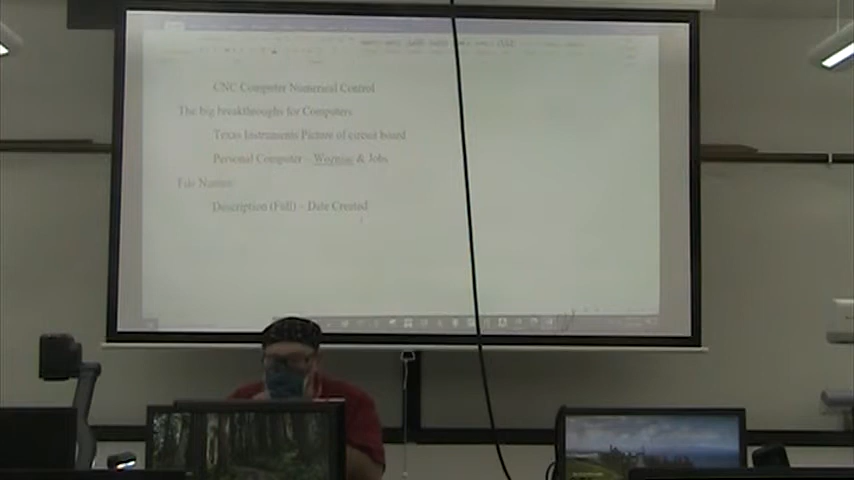 CNC Computer Numerical Control
The big breakthroughs for Computers
Texas Instruments Picture of circuit board
Personal Computer – Wozniac & Jobs
File Names
Description (Full) – Date Created